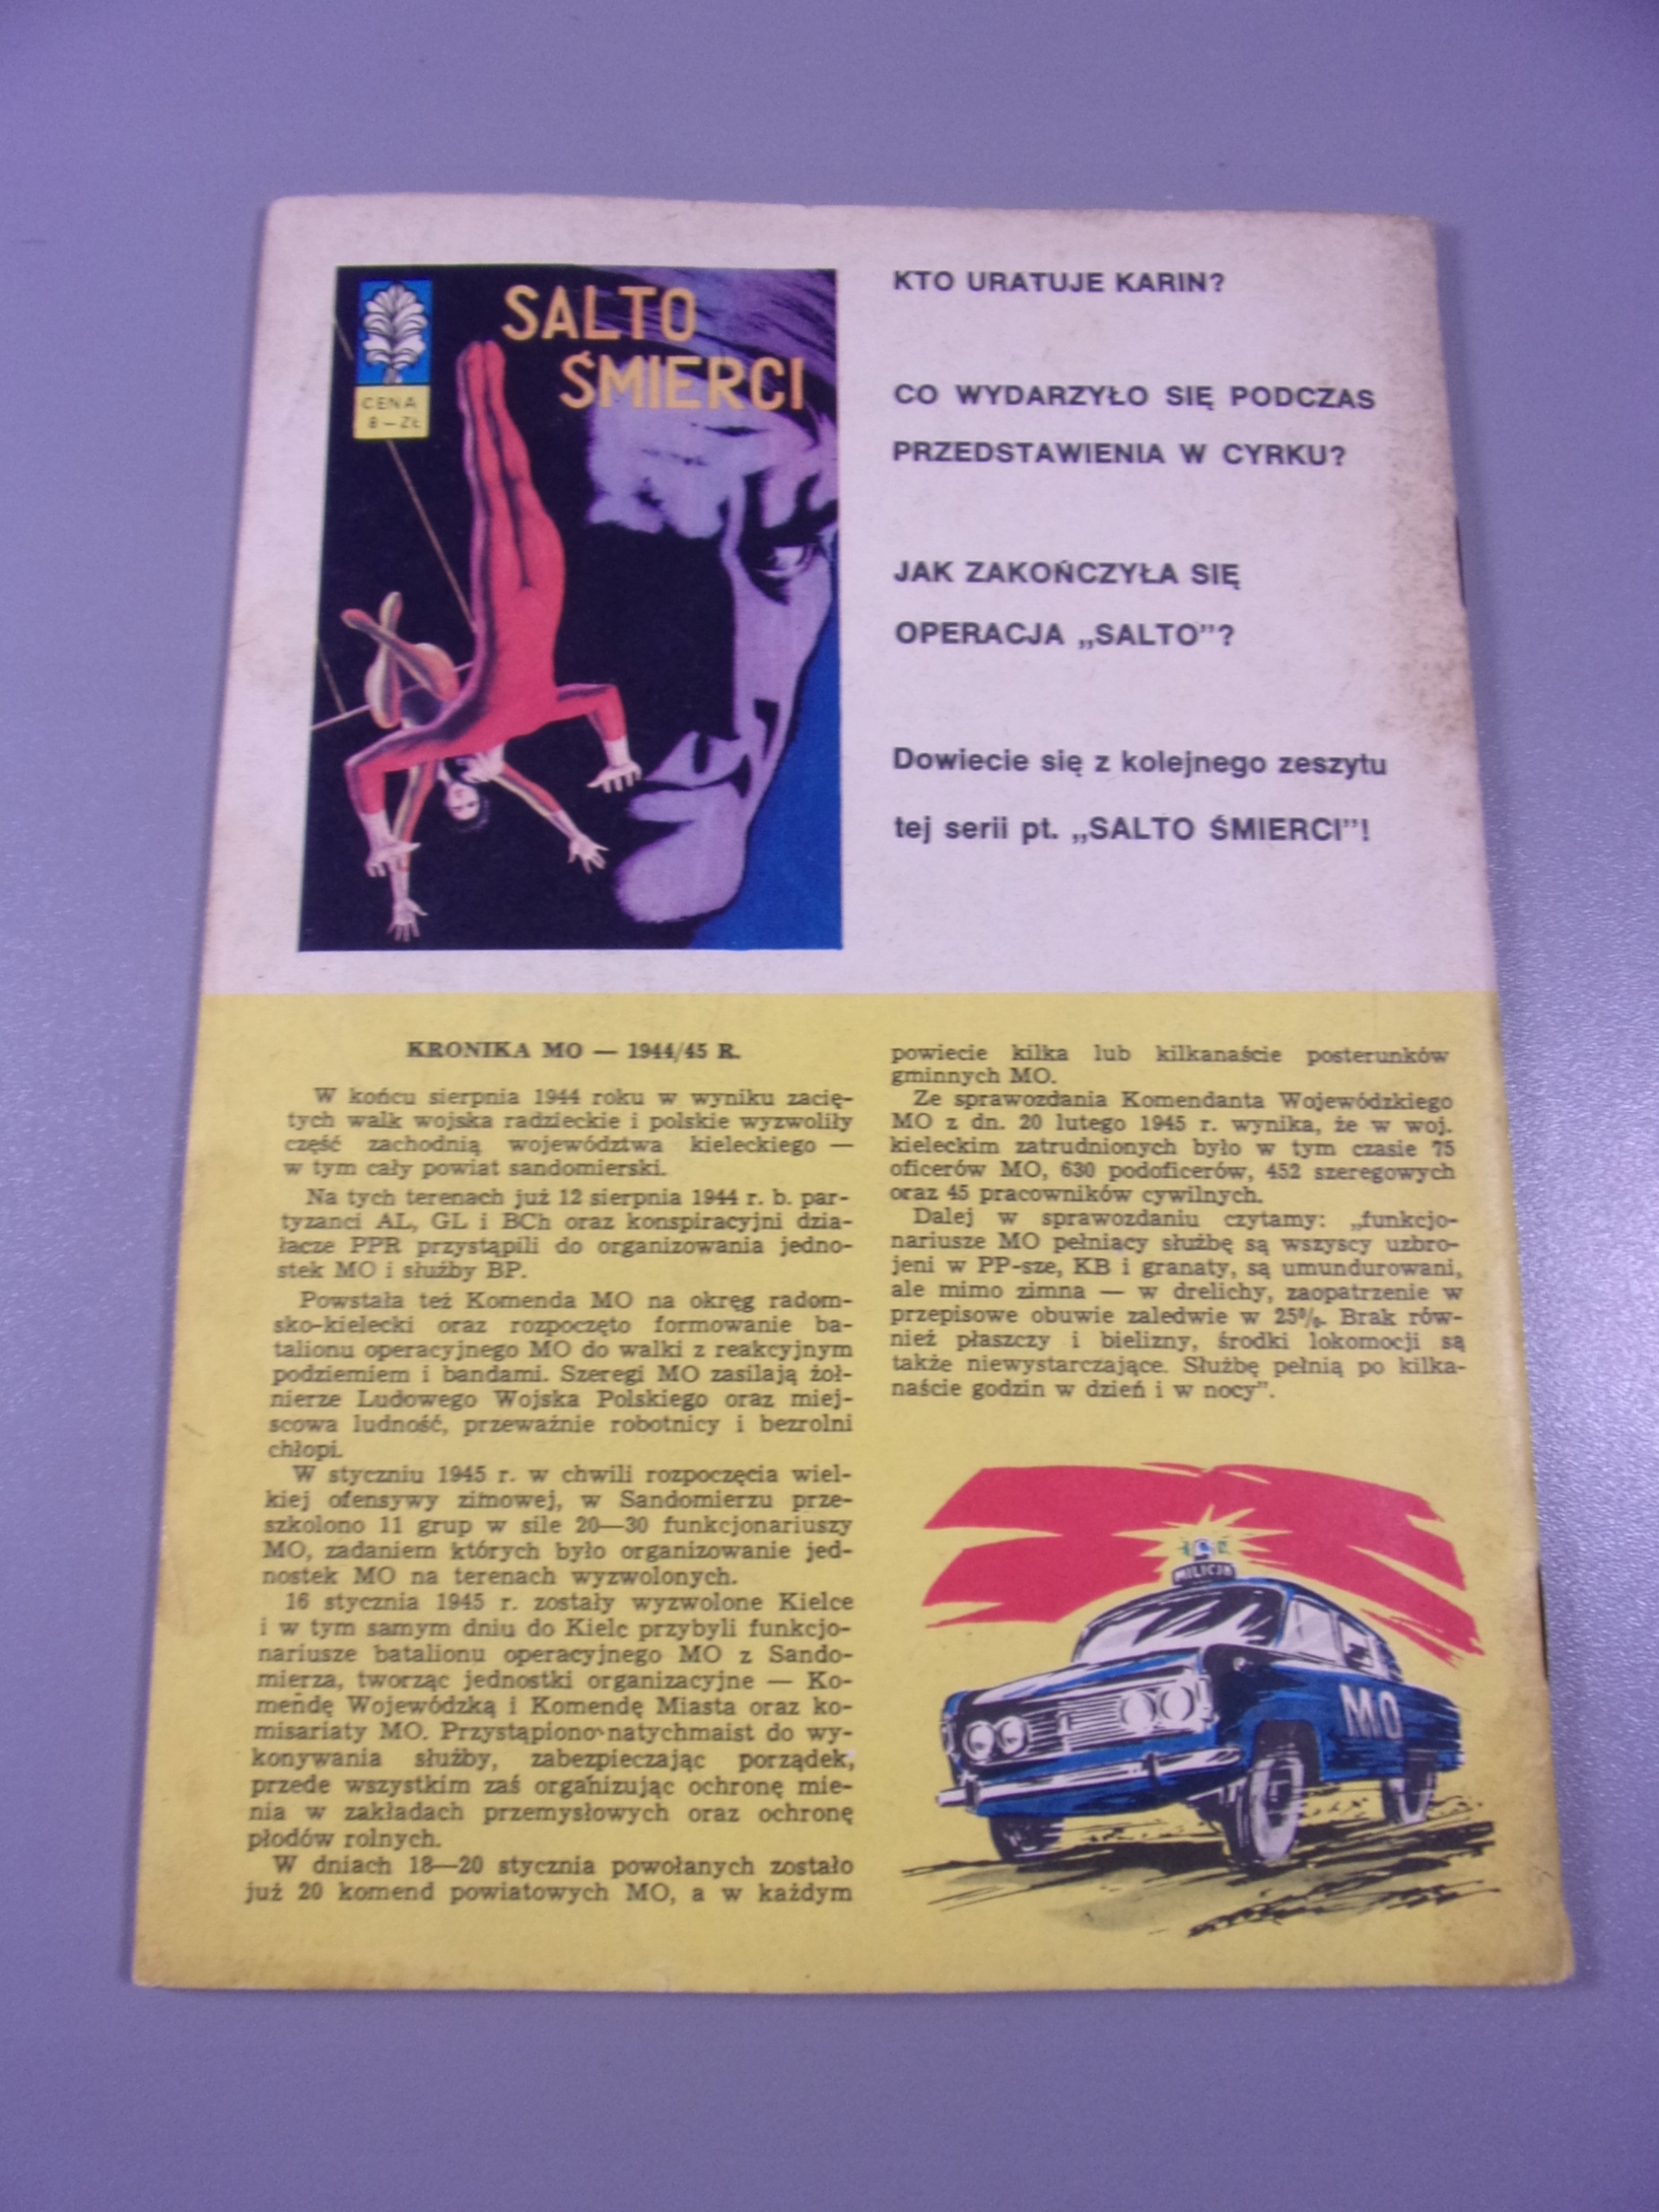 SALTO
ŚMIERCI
CENA
8—ZŁ
KTO URATUJE KARIN?
CO WYDARZYŁO SIĘ PODCZAS
PRZEDSTAWIENIA W CYRKU?
JAK ZAKOŃCZYŁA SIĘ
OPERACJA „SALTO”?
Dowiecie się z kolejnego zeszytu
tej serii pt. „SALTO ŚMIERCI”!
KRONIKA MO — 1944/45 R.
W końcu sierpnia 1944 roku w wyniku zacię-
tych walk wojska radzieckie i polskie wyzwoliły
część zachodnią województwa kieleckiego —
w tym cały powiat sandomierski.
Na tych terenach już 12 sierpnia 1944 r. b. par-
tyzanci AL, GL i BCh oraz konspiracyjni dzia-
łacze PPR przystąpili do organizowania jedno-
stek MO i służby BP.
Powstała też Komenda MO na okręg radom-
sko-kielecki oraz rozpoczęto formowanie ba-
talionu operacyjnego MO do walki z reakcyjnym
podziemiem i bandami. Szeregi MO zasilają żoł-
nierze Ludowego Wojska Polskiego oraz miej-
scowa ludność, przeważnie robotnicy i bezrolni
chłopi.
W styczniu 1945 r. w chwili rozpoczęcia wiel-
kiej ofensywy zimowej, w Sandomierzu prze-
szkolono 11 grup w sile 20—30 funkcjonariuszy
MO, zadaniem których było organizowanie jed-
nostek MO na terenach wyzwolonych.
16 stycznia 1945 r. zostały wyzwolone Kielce
i w tym samym dniu do Kielc przybyli funkcjo-
nariusze batalionu operacyjnego MO z Sando-
mierza, tworząc jednostki organizacyjne — Ko-
mendę Wojewódzką i Komendę Miasta oraz ko-
misariaty MO. Przystąpiono natychmiast do wy-
konywania służby, zabezpieczając porządek,
przede wszystkim zaś organizując ochronę mie-
nia w zakładach przemysłowych oraz ochronę
płodów rolnych.
W dniach 18—20 stycznia powołanych zostało
już 20 komend powiatowych MO, a w każdym
powiecie kilka lub kilkanaście posterunków
gminnych MO.
Ze sprawozdania Komendanta Wojewódzkiego
MO z dn. 20 lutego 1945 r. wynika, że w woj.
kieleckim zatrudnionych było w tym czasie 75
oficerów MO, 630 podoficerów, 452 szeregowych
oraz 45 pracowników cywilnych.
Dalej w sprawozdaniu czytamy: „funkcjo-
nariusze MO pełniący służbę są wszyscy uzbro-
jeni w PP-sze, KB i granaty, są umundurowani,
ale mimo zimna — w drelichy, zaopatrzenie w
przepisowe obuwie zaledwie w 25%. Brak rów-
nież płaszczy i bielizny, środki lokomocji są
także niewystarczające. Służbę pełnią po kilka-
naście godzin w dzień i w nocy”.
MILICJA
MO